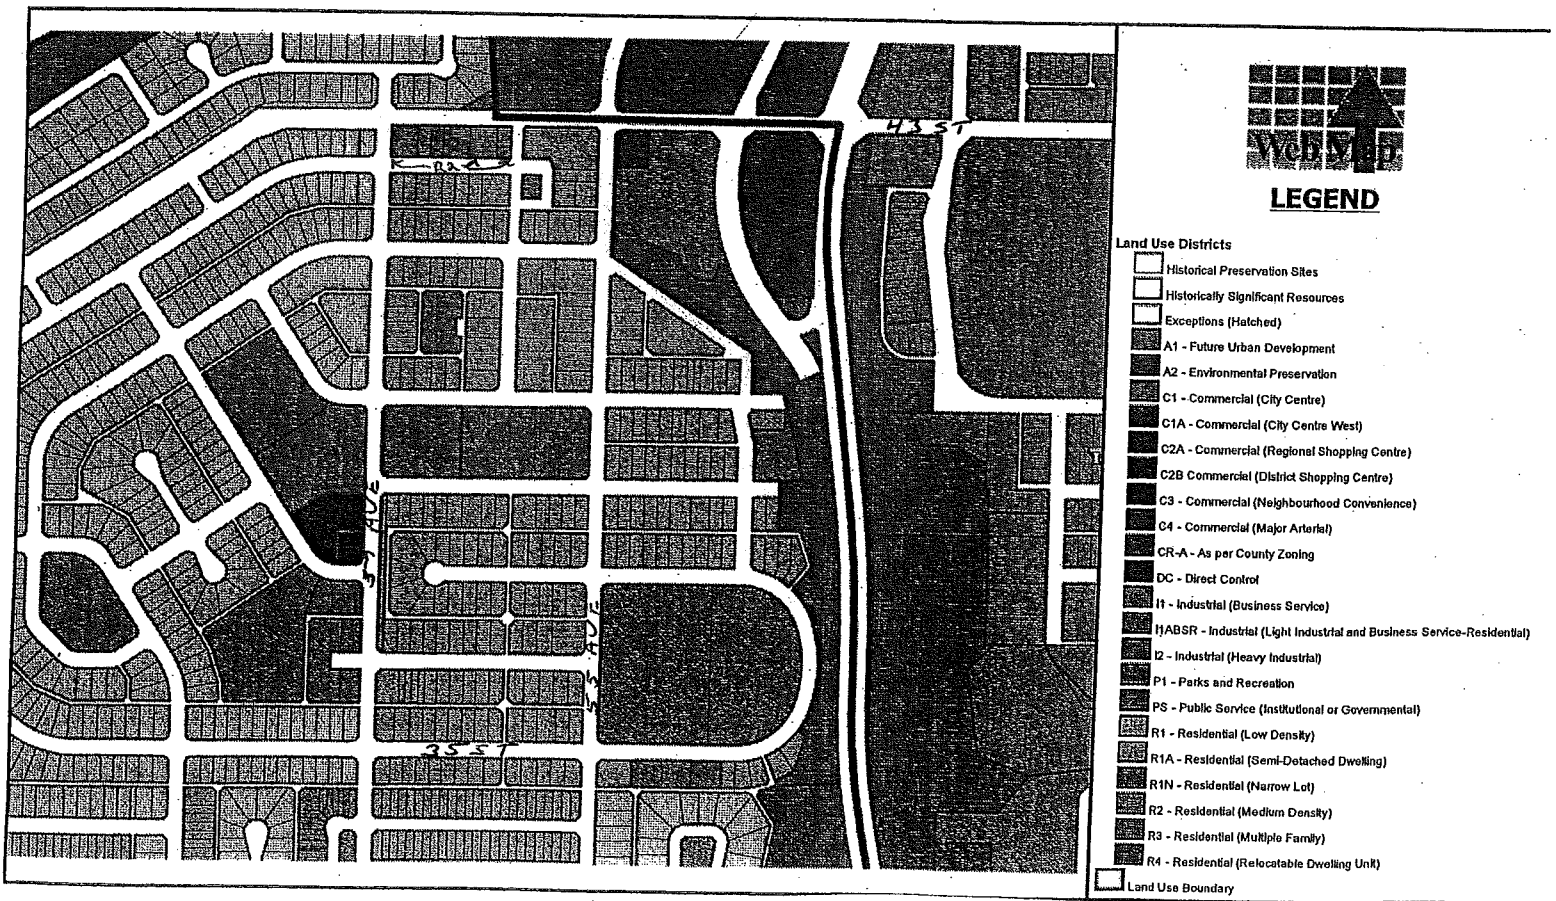 43 ST
R2
57 AVE
55 AVE
35 ST
Web Map
LEGEND
Land Use Districts
Historical Preservation Sites
Historically Significant Resources
Exceptions (Hatched)
A1 - Future Urban Development
A2 - Environmental Preservation
C1 - Commercial (City Centre)
C1A - Commercial (City Centre West)
C2A - Commercial (Regional Shopping Centre)
C2B Commercial (District Shopping Centre)
C3 - Commercial (Neighbourhood Convenience)
C4 - Commercial (Major Arterial)
CR-A - As per County Zoning
DC - Direct Control
I1 - Industrial (Business Service)
I1ABSR - Industrial (Light Industrial and Business Service-Residential)
I2 - Industrial (Heavy Industrial)
P1 - Parks and Recreation
PS - Public Service (Institutional or Governmental)
R1 - Residential (Low Density)
R1A - Residential (Semi-Detached Dwelling)
R1N - Residential (Narrow Lot)
R2 - Residential (Medium Density)
R3 - Residential (Multiple Family)
R4 - Residential (Relocatable Dwelling Unit)
Land Use Boundary